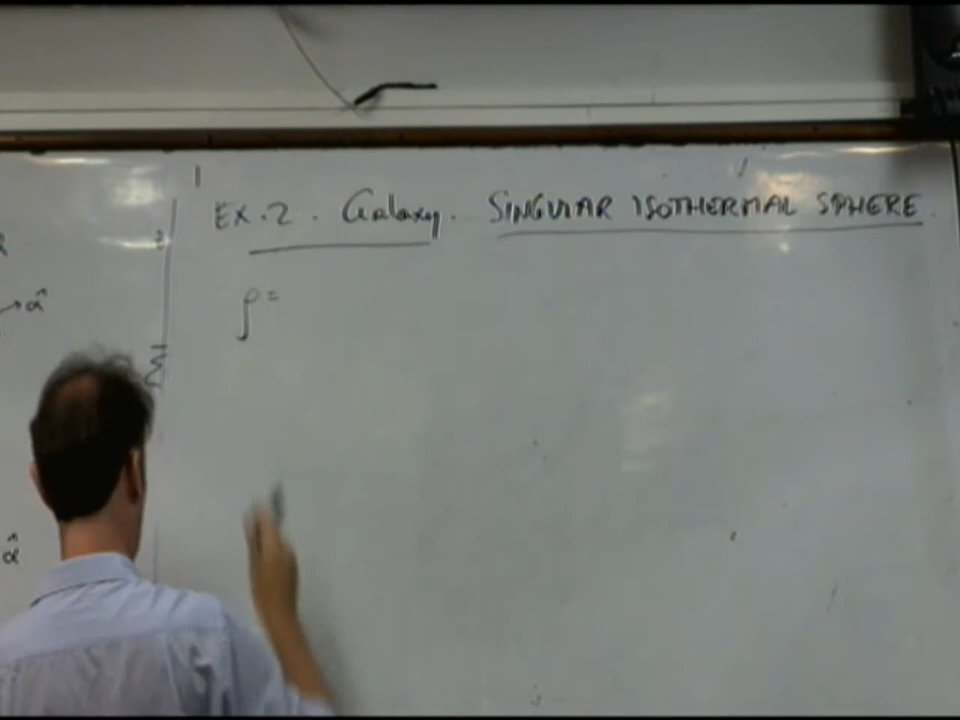 EX.2. Galaxy. SINGULAR ISOTHERMAL SPHERE
ρ=
→α̂
α̂